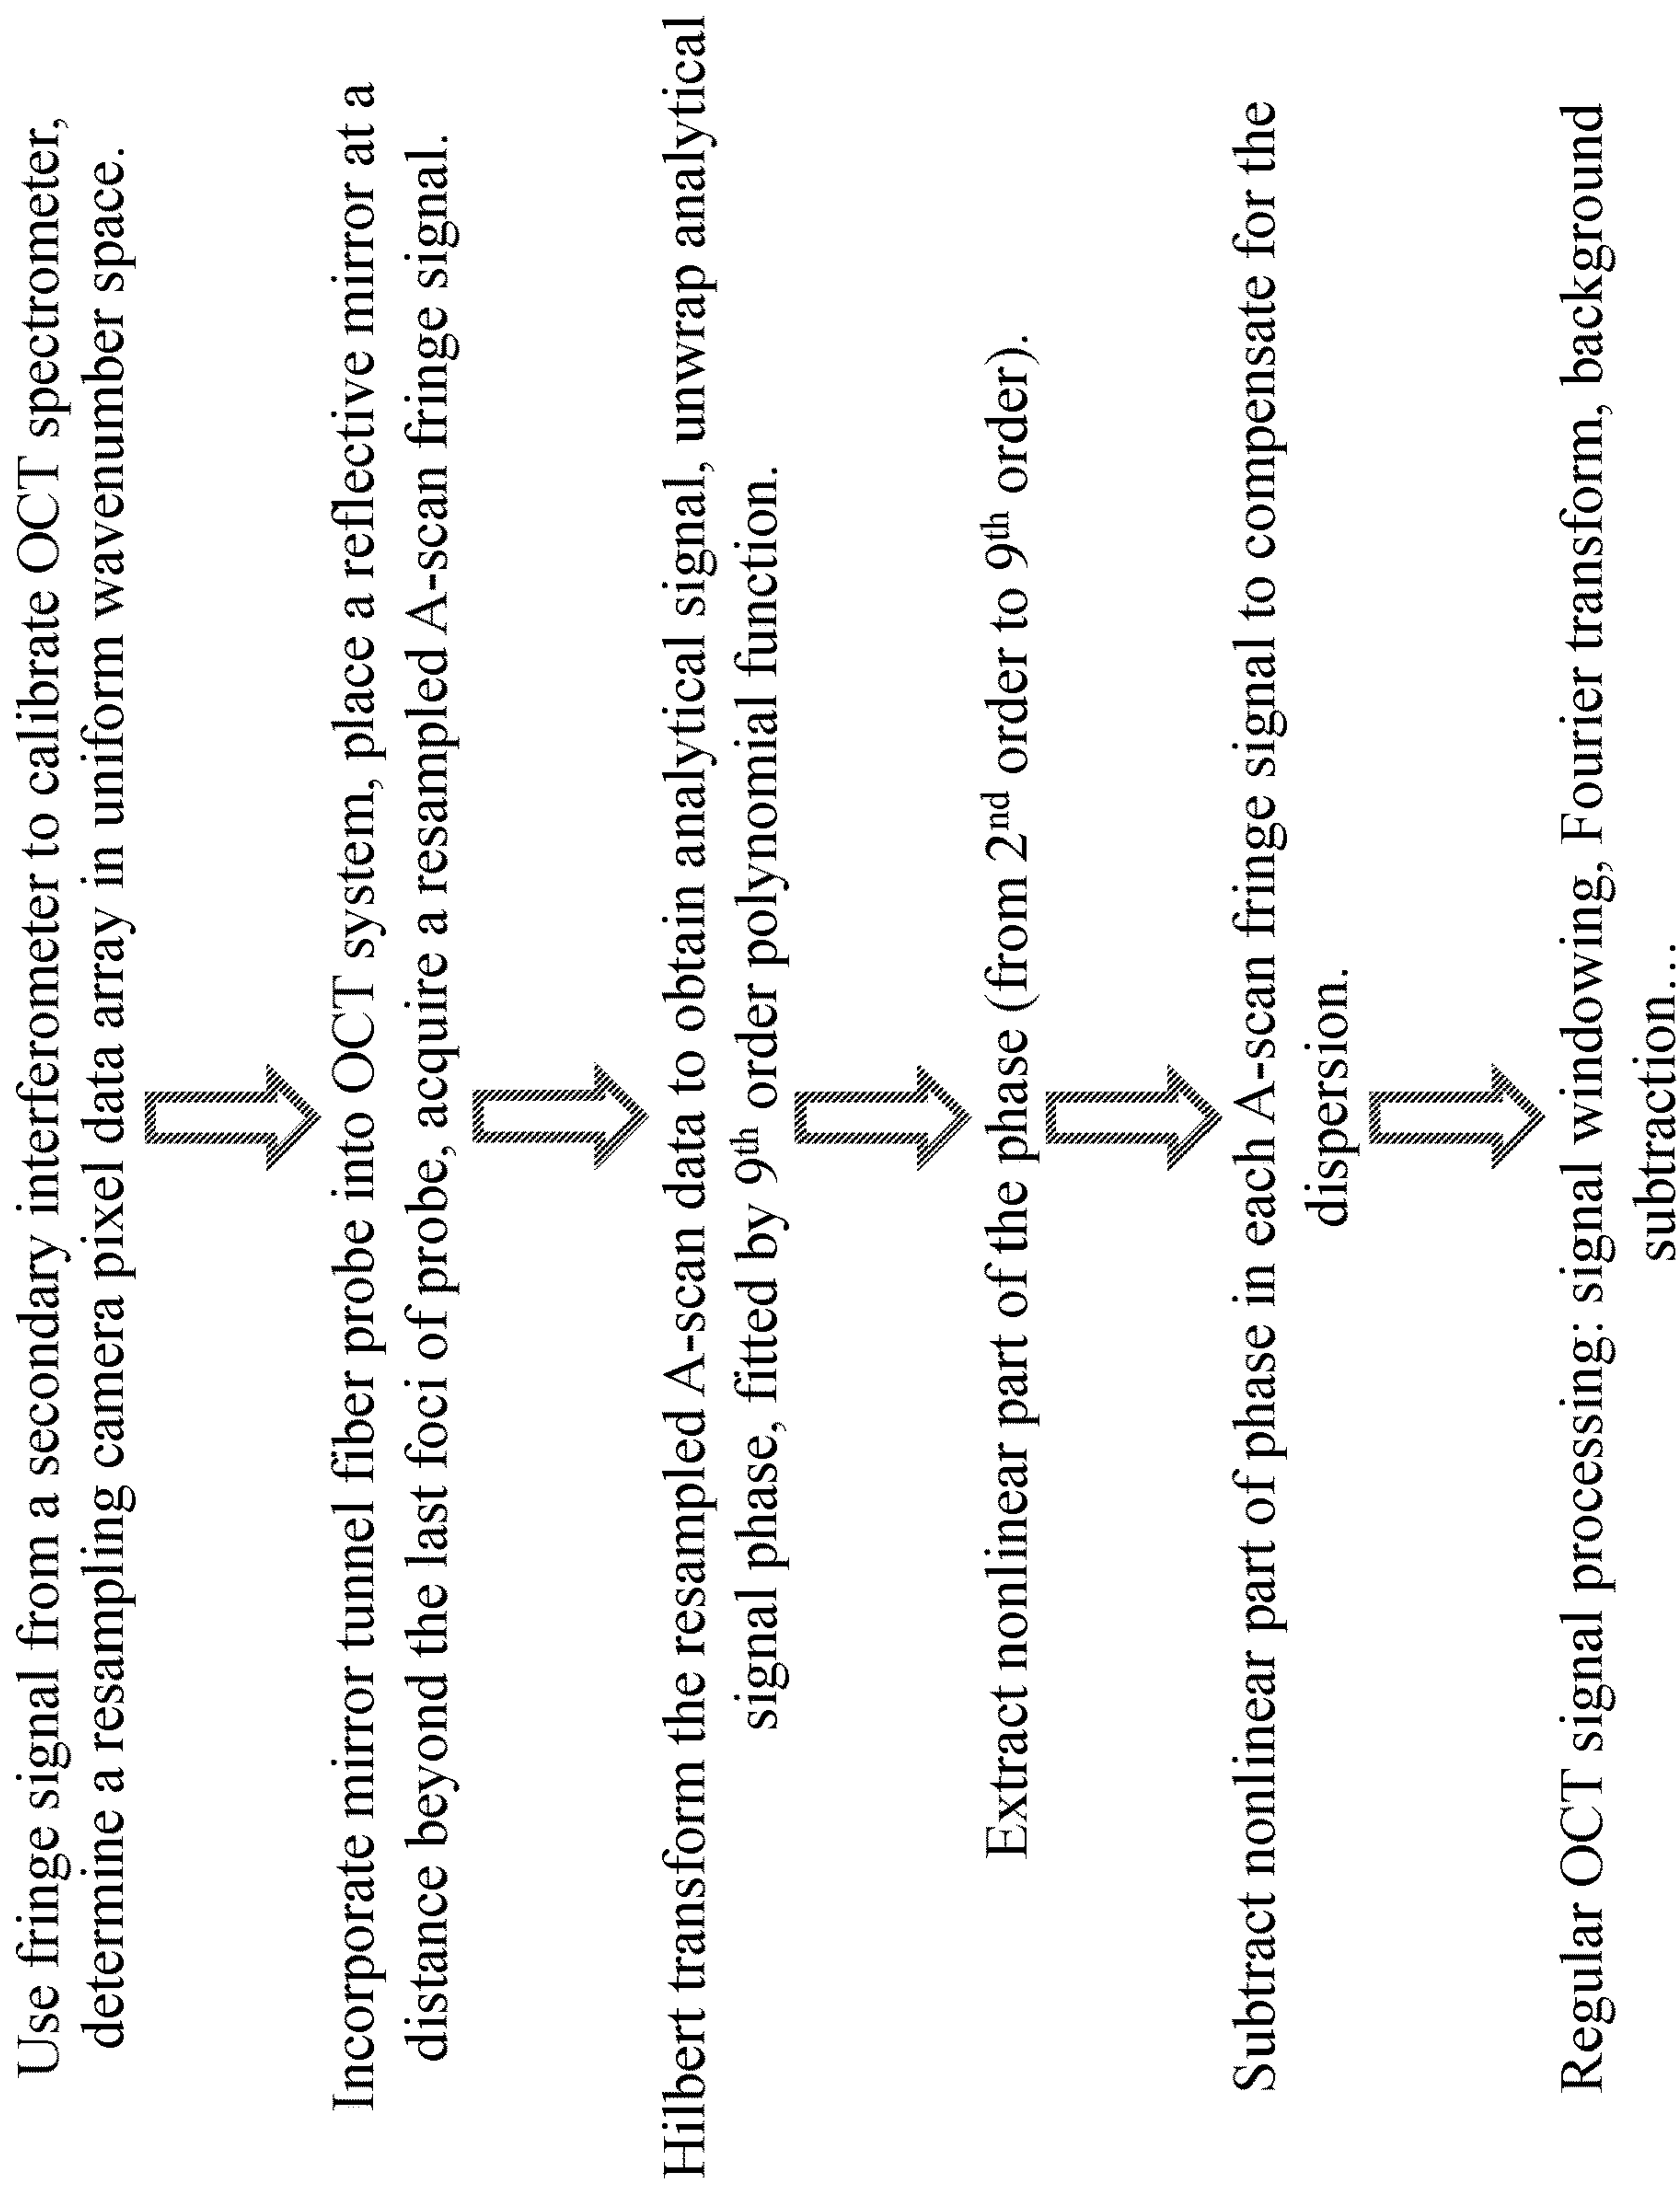 Use fringe signal from a secondary interferometer to calibrate OCT spectrometer,
determine a resampling camera pixel data array in uniform wavenumber space.
Incorporate mirror tunnel fiber probe into OCT system, place a reflective mirror at a
distance beyond the last foci of probe, acquire a resampled A-scan fringe signal.
Hilbert transform the resampled A-scan data to obtain analytical signal, unwrap analytical
signal phase, fitted by 9th order polynomial function.
Extract nonlinear part of the phase (from 2nd order to 9th order).
Subtract nonlinear part of phase in each A-scan fringe signal to compensate for the
dispersion.
Regular OCT signal processing: signal windowing, Fourier transform, background
subtraction...